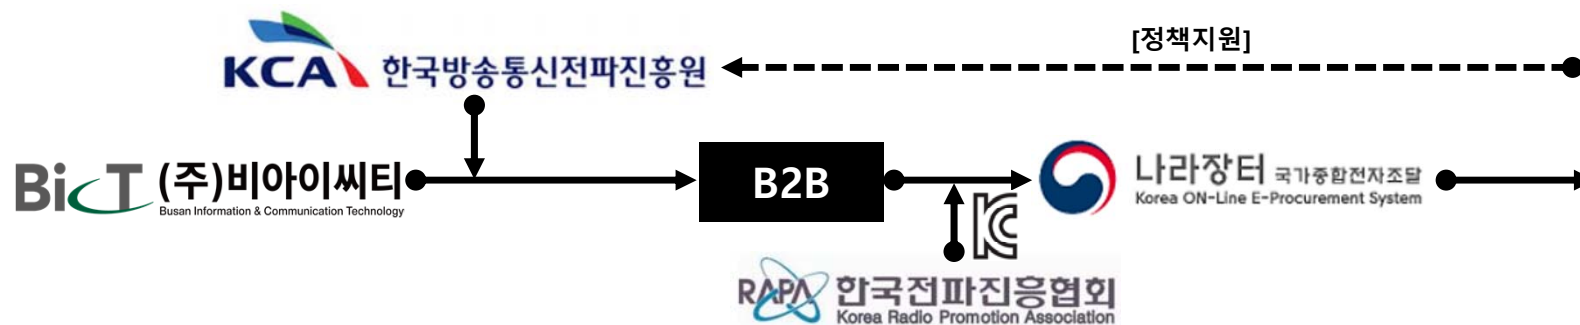 [정책지원]
KCA 한국방송통신전파진흥원
BicT (주)비아이씨티
Busan Information & Communication Technology
B2B
나라장터 국가종합전자조달
Korea ON-Line E-Procurement System
KC
RAPA 한국전파진흥협회
Korea Radio Promotion Association